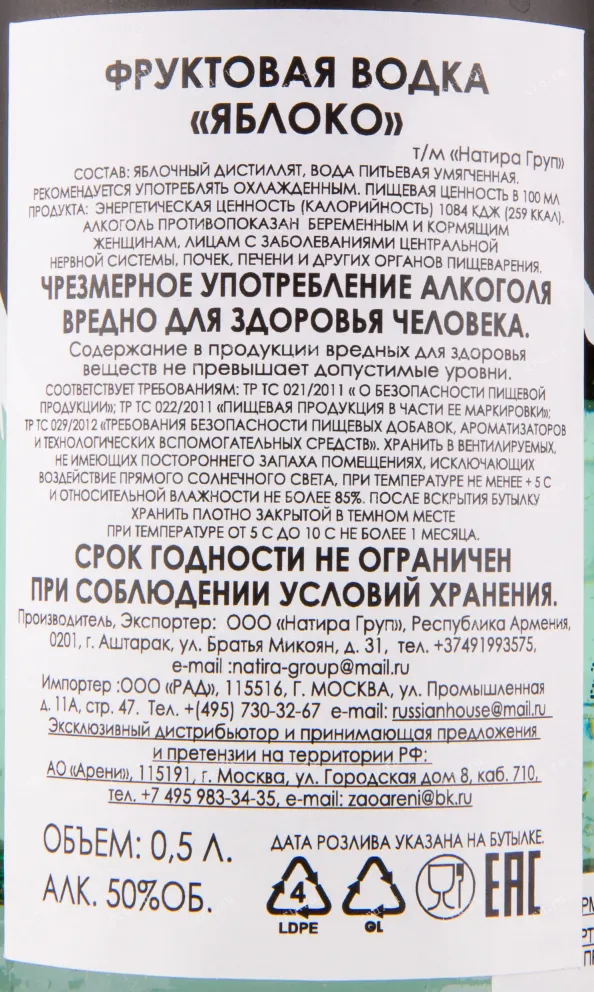 ФРУКТОВАЯ ВОДКА
«ЯБЛОКО»
т/м «Натира Груп»
СОСТАВ: ЯБЛОЧНЫЙ ДИСТИЛЛЯТ, ВОДА ПИТЬЕВАЯ УМЯГЧЕННАЯ.
РЕКОМЕНДУЕТСЯ УПОТРЕБЛЯТЬ ОХЛАЖДЕННЫМ. ПИЩЕВАЯ ЦЕННОСТЬ В 100 МЛ
ПРОДУКТА: ЭНЕРГЕТИЧЕСКАЯ ЦЕННОСТЬ (КАЛОРИЙНОСТЬ) 1084 КДЖ (259 ККАЛ).
АЛКОГОЛЬ ПРОТИВОПОКАЗАН БЕРЕМЕННЫМ И КОРМЯЩИМ
ЖЕНЩИНАМ, ЛИЦАМ С ЗАБОЛЕВАНИЯМИ ЦЕНТРАЛЬНОЙ
НЕРВНОЙ СИСТЕМЫ, ПОЧЕК, ПЕЧЕНИ И ДРУГИХ ОРГАНОВ ПИЩЕВАРЕНИЯ.
ЧРЕЗМЕРНОЕ УПОТРЕБЛЕНИЕ АЛКОГОЛЯ
ВРЕДНО ДЛЯ ЗДОРОВЬЯ ЧЕЛОВЕКА.
Содержание в продукции вредных для здоровья
веществ не превышает допустимые уровни.
СООТВЕТСТВУЕТ ТРЕБОВАНИЯМ: ТР ТС 021/2011 « О БЕЗОПАСНОСТИ ПИЩЕВОЙ
ПРОДУКЦИИ»; ТР ТС 022/2011 «ПИЩЕВАЯ ПРОДУКЦИЯ В ЧАСТИ ЕЕ МАРКИРОВКИ»;
ТР ТС 029/2012 «ТРЕБОВАНИЯ БЕЗОПАСНОСТИ ПИЩЕВЫХ ДОБАВОК, АРОМАТИЗАТОРОВ
И ТЕХНОЛОГИЧЕСКИХ ВСПОМОГАТЕЛЬНЫХ СРЕДСТВ». ХРАНИТЬ В ВЕНТИЛИРУЕМЫХ,
НЕ ИМЕЮЩИХ ПОСТОРОННЕГО ЗАПАХА ПОМЕЩЕНИЯХ, ИСКЛЮЧАЮЩИХ
ВОЗДЕЙСТВИЕ ПРЯМОГО СОЛНЕЧНОГО СВЕТА, ПРИ ТЕМПЕРАТУРЕ НЕ МЕНЕЕ +5 С
И ОТНОСИТЕЛЬНОЙ ВЛАЖНОСТИ НЕ БОЛЕЕ 85%. ПОСЛЕ ВСКРЫТИЯ БУТЫЛКУ
ХРАНИТЬ ПЛОТНО ЗАКРЫТОЙ В ТЕМНОМ МЕСТЕ
ПРИ ТЕМПЕРАТУРЕ ОТ 5 С ДО 10 С НЕ БОЛЕЕ 1 МЕСЯЦА.
СРОК ГОДНОСТИ НЕ ОГРАНИЧЕН
ПРИ СОБЛЮДЕНИИ УСЛОВИЙ ХРАНЕНИЯ.
Производитель, Экспортер: ООО «Натира Груп», Республика Армения,
0201, г. Аштарак, ул. Братья Микоян, д. 31, тел. +37491993575,
e-mail :natira-group@mail.ru
Импортер :ООО «РАД», 115516, Г. МОСКВА, ул. Промышленная
д. 11А, стр. 47. Тел. +(495) 730-32-67 e-mail: russianhouse@mail.ru
Эксклюзивный дистрибьютор и принимающая предложения
и претензии на территории РФ:
АО «Арени», 115191, г. Москва, ул. Городская дом 8, каб. 710,
тел. +7 495 983-34-35, e-mail: zaoareni@bk.ru
ОБЪЕМ: 0,5 Л.
АЛК. 50%ОБ.
ДАТА РОЗЛИВА УКАЗАНА НА БУТЫЛКЕ.
4
LDPE
GL
EAC